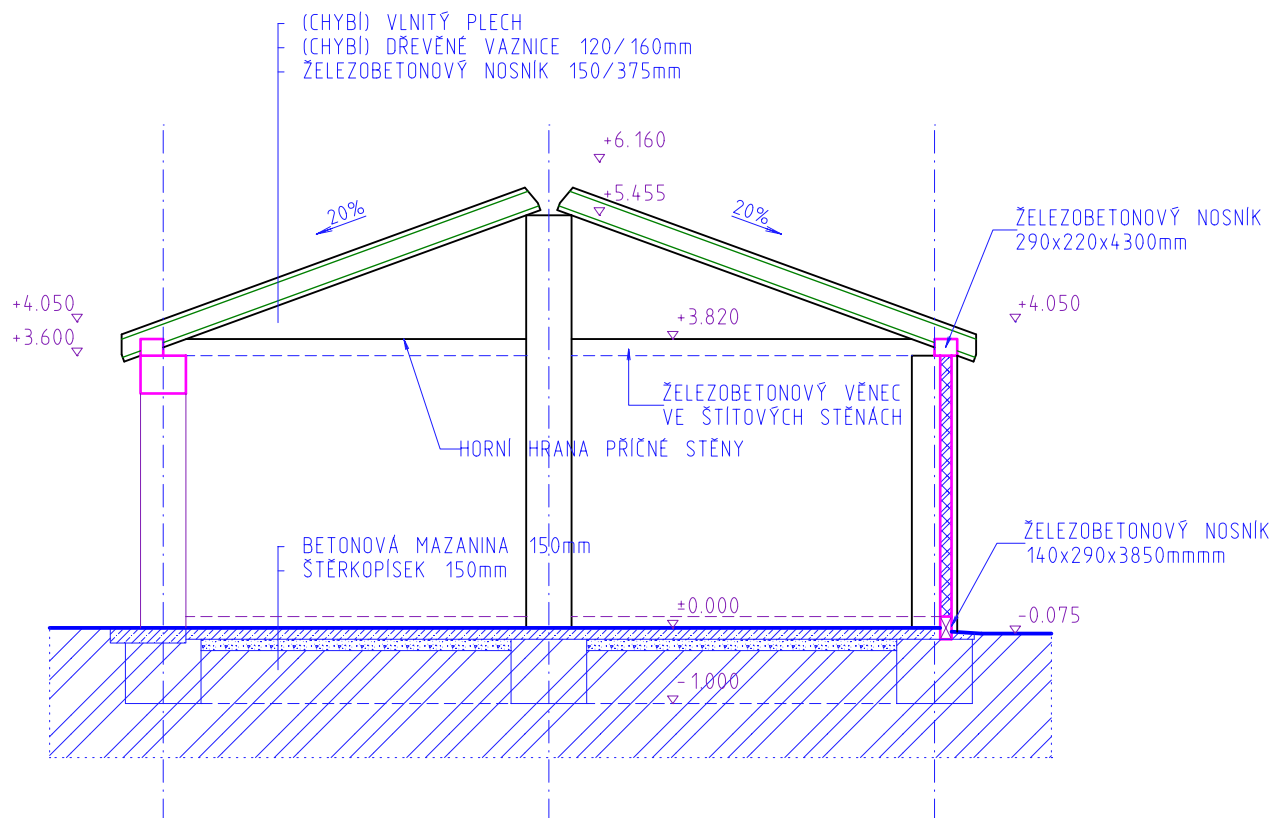 (CHYBÍ) VLNITÝ PLECH
(CHYBÍ) DŘEVĚNÉ VAZNICE 120/160mm
ŽELEZOBETONOVÝ NOSNÍK 150/375mm
+6.160
+5.455
20%
20%
ŽELEZOBETONOVÝ NOSNÍK
290x220x4300mm
+4.050
+3.600
+3.820
+4.050
ŽELEZOBETONOVÝ VĚNEC
VE ŠTÍTOVÝCH STĚNÁCH
HORNÍ HRANA PŘÍČNÉ STĚNY
BETONOVÁ MAZANINA 150mm
ŠTĚRKOPÍSEK 150mm
ŽELEZOBETONOVÝ NOSNÍK
140x290x3850mmmm
±0.000
-0.075
-1.000